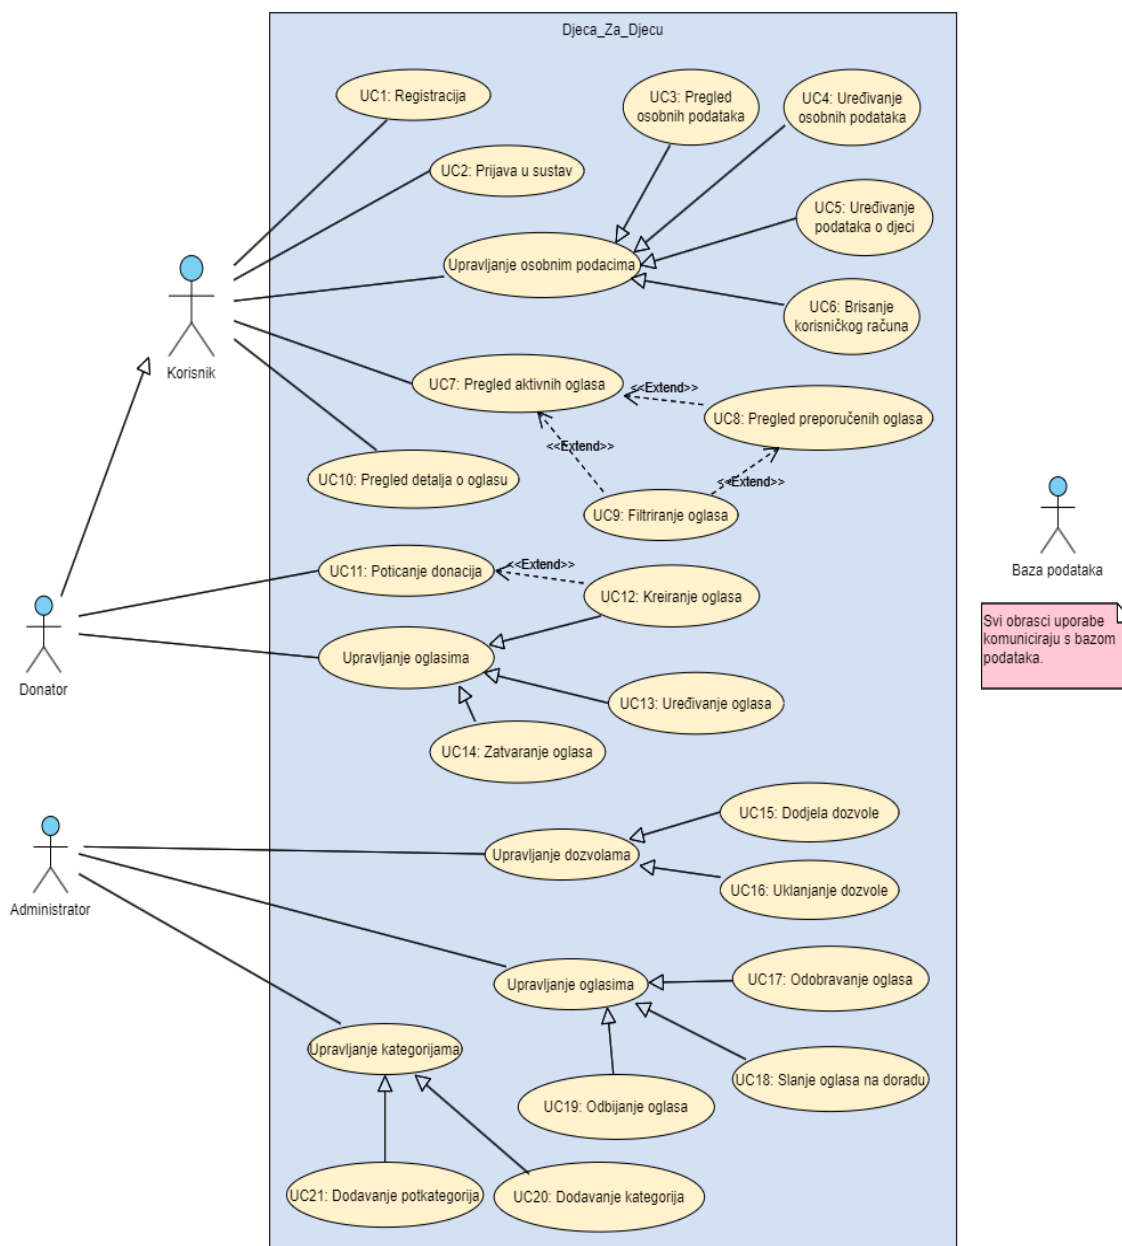 Djeca_Za_Djecu
UC1: Registracija
UC3: Pregled
osobnih podataka
UC4: Uređivanje
osobnih podataka
UC2: Prijava u sustav
UC5: Uređivanje
podataka o djeci
Upravljanje osobnim podacima
UC6: Brisanje
korisničkog računa
Korisnik
UC7: Pregled aktivnih oglasa
<<Extend>>
UC8: Pregled preporučenih oglasa
<<Extend>>
UC10: Pregled detalja o oglasu
<<Extend>>
UC9: Filtriranje oglasa
Baza podataka
Svi obrasci uporabe
komuniciraju s bazom
podataka.
UC11: Poticanje donacija
<<Extend>>
UC12: Kreiranje oglasa
Upravljanje oglasima
Donator
UC13: Uređivanje oglasa
UC14: Zatvaranje oglasa
UC15: Dodjela dozvole
Upravljanje dozvolama
UC16: Uklanjanje dozvole
Administrator
UC17: Odobravanje oglasa
Upravljanje oglasima
Upravljanje kategorijama
UC18: Slanje oglasa na doradu
UC19: Odbijanje oglasa
UC21: Dodavanje potkategorija
UC20: Dodavanje kategorija